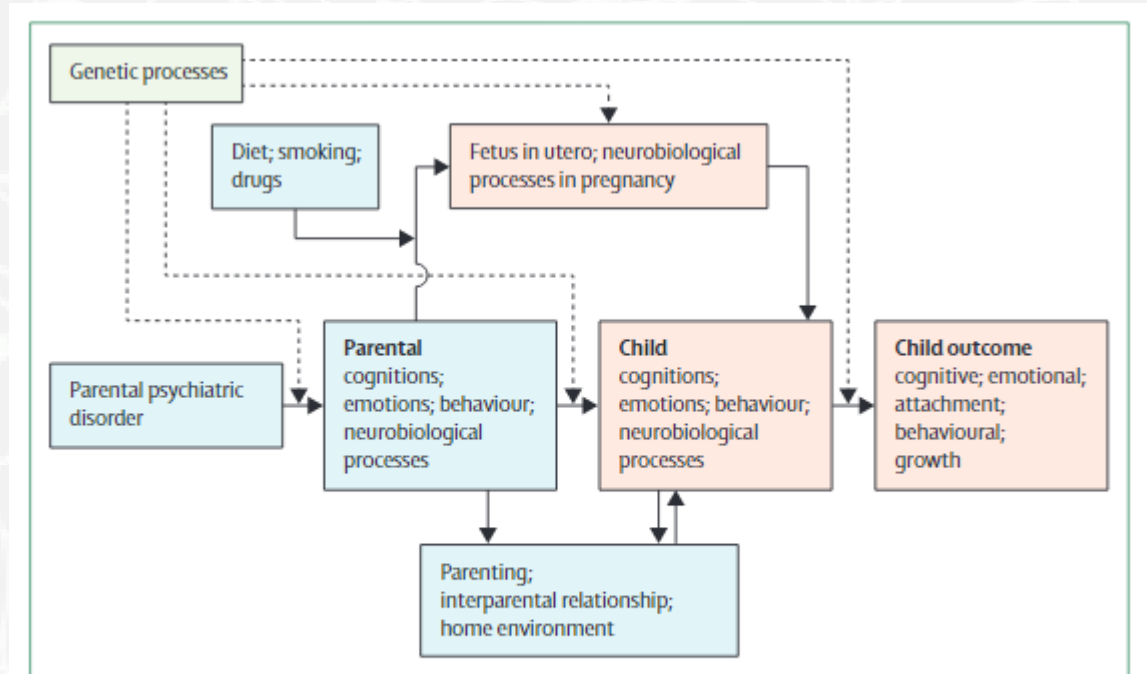 Genetic processes
Diet; smoking;
drugs
Fetus in utero; neurobiological
processes in pregnancy
Parental psychiatric
disorder
Parental
cognitions;
emotions; behaviour;
neurobiological
processes
Child
cognitions;
emotions; behaviour;
neurobiological
processes
Child outcome
cognitive; emotional;
attachment;
behavioural;
growth
Parenting;
interparental relationship;
home environment